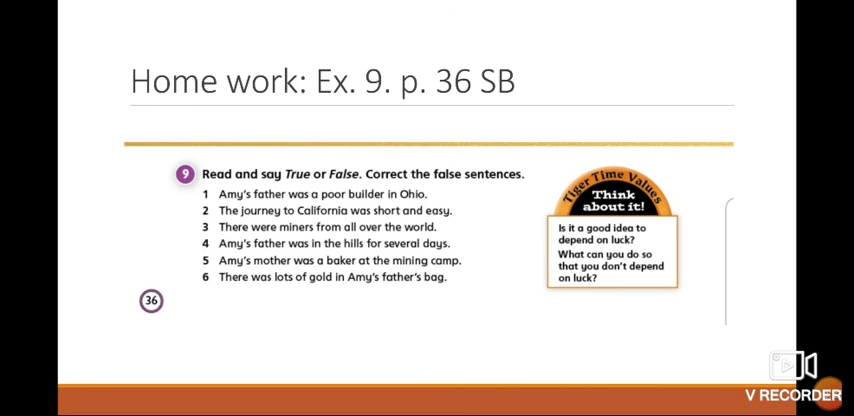 Home work: Ex. 9. p. 36 SB
9 Read and say True or False. Correct the false sentences.
1 Amy's father was a poor builder in Ohio.
2 The journey to California was short and easy.
3 There were miners from all over the world.
4 Amy's father was in the hills for several days.
5 Amy's mother was a baker at the mining camp.
6 There was lots of gold in Amy's father's bag.
36
Tiger Time Values
Think
about it!
Is it a good idea to
depend on luck?
What can you do so
that you don't depend
on luck?
V RECORDER